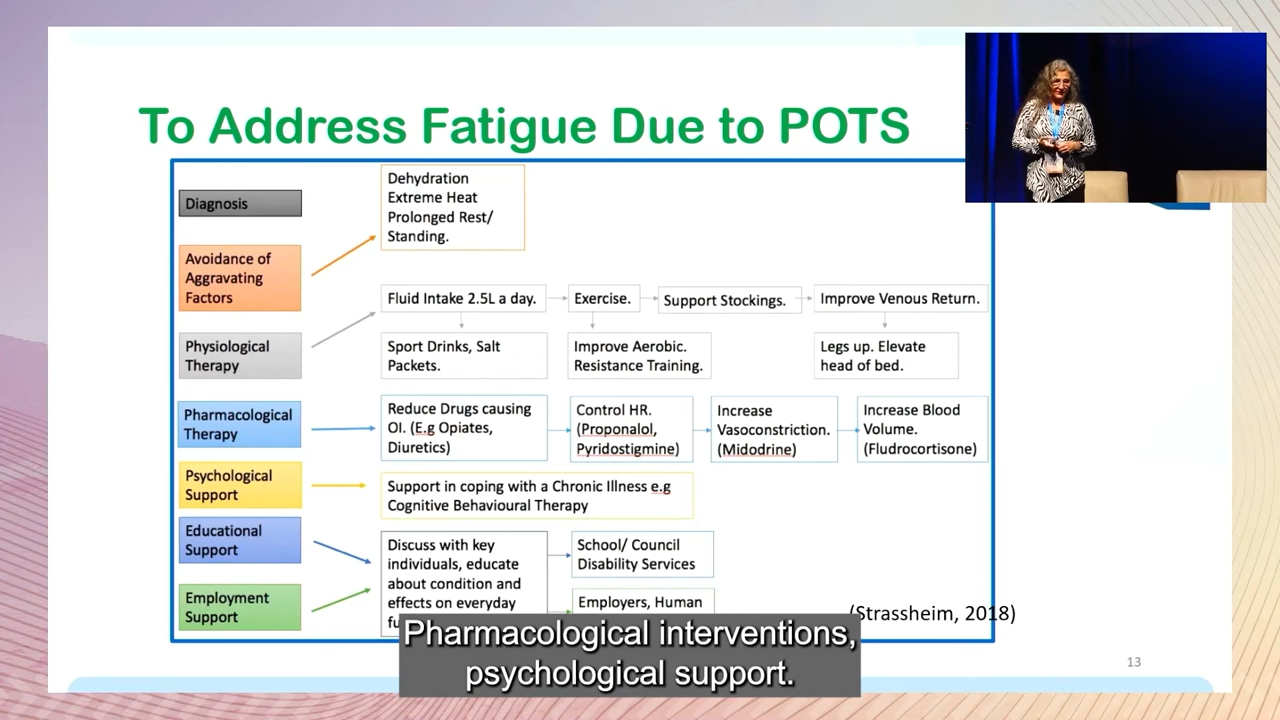 To Address Fatigue Due to POTS
Diagnosis
Dehydration
Extreme Heat
Prolonged Rest/
Standing.
Avoidance of
Aggravating
Factors
Physiological
Therapy
Fluid Intake 2.5L a day.
Exercise.
Support Stockings.
Improve Venous Return.
Sport Drinks, Salt
Packets.
Improve Aerobic.
Resistance Training.
Legs up. Elevate
head of bed.
Pharmacological
Therapy
Reduce Drugs causing
OI. (E.g Opiates,
Diuretics)
Control HR.
(Proponalol,
Pyridostigmine)
Increase
Vasoconstriction.
(Midodrine)
Increase Blood
Volume.
(Fludrocortisone)
Psychological
Support
Support in coping with a Chronic Illness e.g
Cognitive Behavioural Therapy
Educational
Support
Employment
Support
Discuss with key
individuals, educate
about condition and
effects on everyday
School/ Council
Disability Services
Employers, Human
(Strassheim, 2018)
Pharmacological interventions,
psychological support.
13